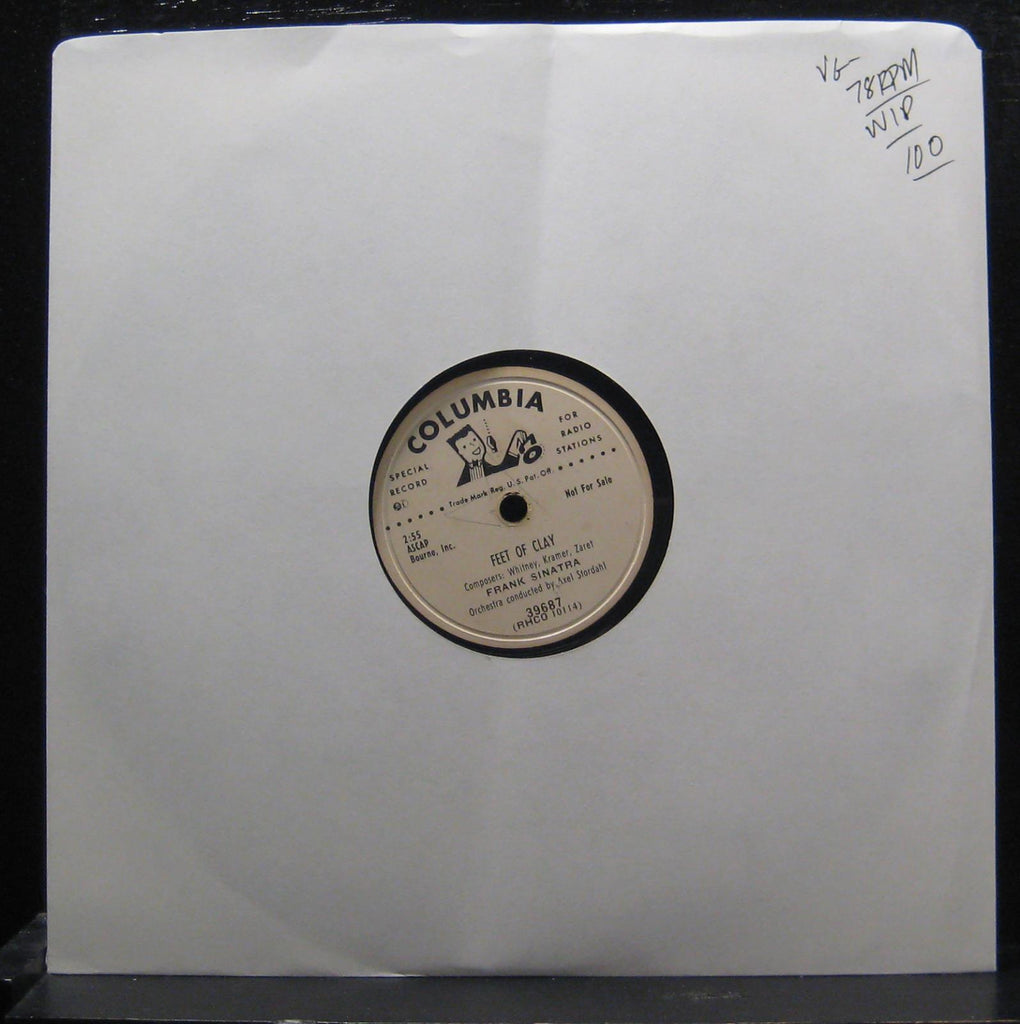 VG-
78RPM
WLP
100
COLUMBIA
FOR
RADIO
STATIONS
SPECIAL
RECORD
Trade Mark Reg. U.S. Pat. Off.
Not For Sale
2:55
ASCAP
Bourne, Inc.
FEET OF CLAY
Composers: Whitney, Kramer, Zaret
FRANK SINATRA
Orchestra conducted by Axel Stordahl
39687
(RHCO 10114)